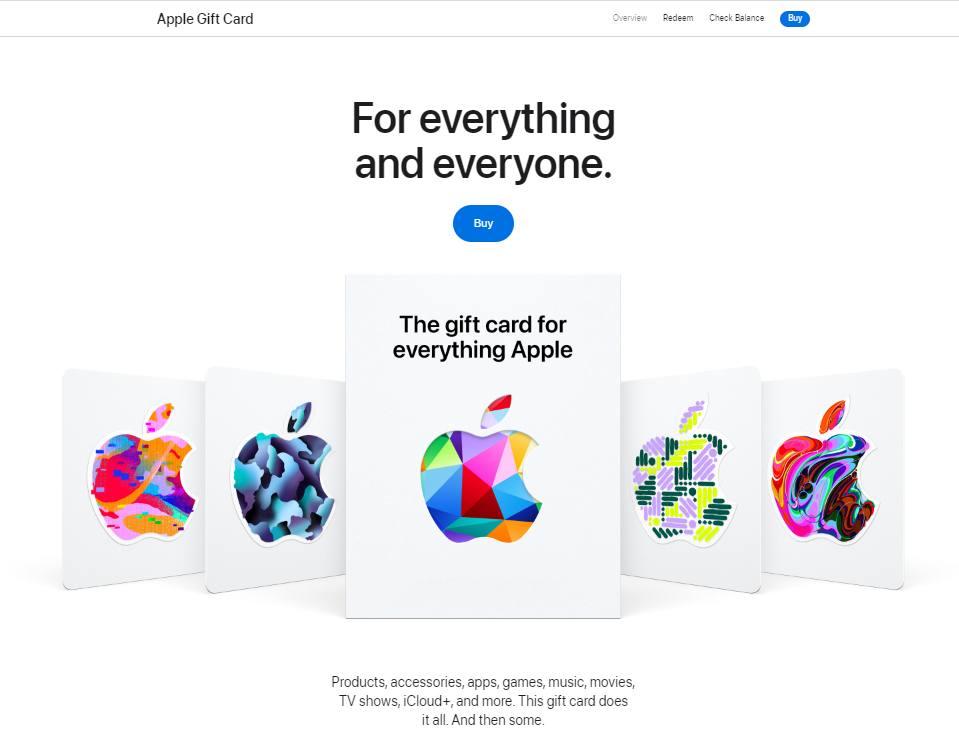 Apple Gift Card
Overview Redeem Check Balance Buy
For everything
and everyone.
Buy
The gift card for
everything Apple
Products, accessories, apps, games, music, movies,
TV shows, iCloud+, and more. This gift card does
it all. And then some.